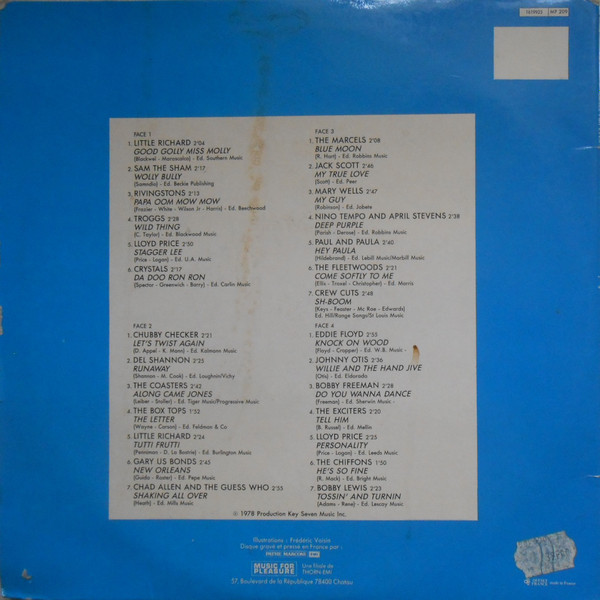 MP 209
FACE 1
1. LITTLE RICHARD 2'04
GOOD GOLLY MISS MOLLY
(Blackwel - Marascalco) - Ed. Southern Music
2. SAM THE SHAM 2'17
WOLLY BULLY
(Samudio) - Ed. Beckie Publishing
3. RIVINGSTONS 2'13
PAPA OOM MOW MOW
(Frazier - White - Wilson Jr - Harris) - Ed. Beechwood
4. TROGGS 2'28
WILD THING
(C. Taylor) - Ed. Blackwood Music
5. LLOYD PRICE 2'50
STAGGER LEE
(Price - Logan) - Ed. U.A. Music
6. CRYSTALS 2'17
DA DOO RON RON
(Spector - Greenwich - Barry) - Ed. Carlin Music
FACE 2
1. CHUBBY CHECKER 2'21
LET'S TWIST AGAIN
(D. Appel - K. Mann) - Ed. Kalmann Music
2. DEL SHANNON 2'25
RUNAWAY
(Shannon - M. Cook) - Ed. Loughnin/Vicky
3. THE COASTERS 2'42
ALONG CAME JONES
(Leiber - Stoller) - Ed. Tiger Music/Progressive Music
4. THE BOX TOPS 1'52
THE LETTER
(Wayne - Carson) - Ed. Feldman & Co
5. LITTLE RICHARD 2'24
TUTTI FRUTTI
(Penniman - D. La Bostrie) - Ed. Burlington Music
6. GARY US BONDS 2'45
NEW ORLEANS
(Guida - Roster) - Ed. Pepe Music
7. CHAD ALLEN AND THE GUESS WHO 2'55
SHAKING ALL OVER
(Heath) - Ed. Mills Music
FACE 3
1. THE MARCELS 2'08
BLUE MOON
(R. Hart) - Ed. Robbins Music
2. JACK SCOTT 2'46
MY TRUE LOVE
(Scott) - Ed. Peer
3. MARY WELLS 2'47
MY GUY
(Robinson) - Ed. Jobete
4. NINO TEMPO AND APRIL STEVENS 2'38
DEEP PURPLE
(Parish - Derose) - Ed. Robbins Music
5. PAUL AND PAULA 2'40
HEY PAULA
(Hildebrand) - Ed. Lebill Music/Marbill Music
6. THE FLEETWOODS 2'21
COME SOFTLY TO ME
(Ellis - Troxel - Christopher) - Ed. Morris
7. CREW CUTS 2'48
SH-BOOM
(Keys - Feaster - Mc Rae - Edwards)
Ed. Hill/Range Songs/St Louis Music
FACE 4
1. EDDIE FLOYD 2'55
KNOCK ON WOOD
(Floyd - Cropper) - Ed. W.B. Music
2. JOHNNY OTIS 2'36
WILLIE AND THE HAND JIVE
(Otis) - Ed. Eldorado
3. BOBBY FREEMAN 2'28
DO YOU WANNA DANCE
(Freeman) - Ed. Sherwin Music
4. THE EXCITERS 2'20
TELL HIM
(B. Russel) - Ed. Mellin
5. LLOYD PRICE 2'25
PERSONALITY
(Price - Logan) - Ed. Leeds Music
6. THE CHIFFONS 1'50
HE'S SO FINE
(R. Mack) - Ed. Bright Music
7. BOBBY LEWIS 2'23
TOSSIN' AND TURNIN
(Adams - Rene) - Ed. Lescay Music
℗ 1978 Production Key Seven Music Inc.
Illustrations : Frédéric Voisin
Disque gravé et pressé en France par :
PATHE MARCONI EMI
MUSIC FOR PLEASURE
Une filiale de
THORN EMI
57, Boulevard de la République 78400 Chatou